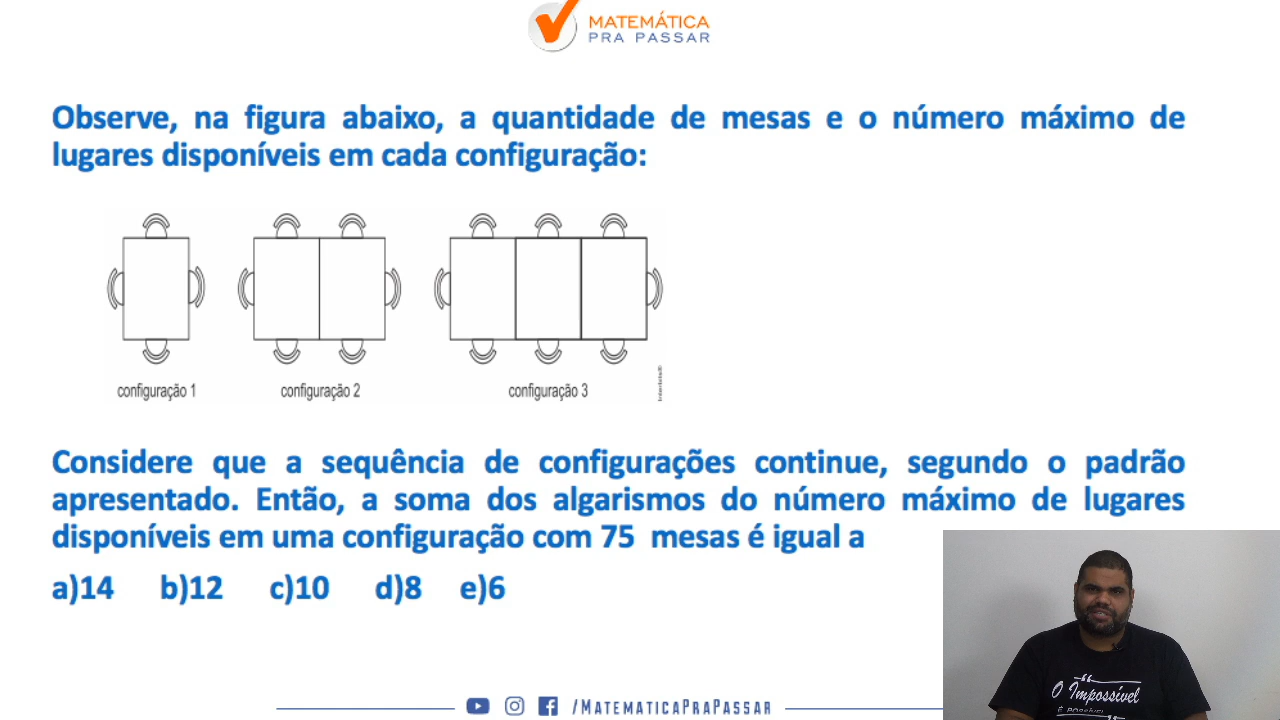 MATEMÁTICA
PRA PASSAR
Observe, na figura abaixo, a quantidade de mesas e o número máximo de
lugares disponíveis em cada configuração:
configuração 1
configuração 2
configuração 3
Considere que a sequência de configurações continue, segundo o padrão
apresentado. Então, a soma dos algarismos do número máximo de lugares
disponíveis em uma configuração com 75 mesas é igual a
a)14 b)12 c)10 d)8 e)6
“
O Impossível
É
/MATEMATICAPRAPASSAR